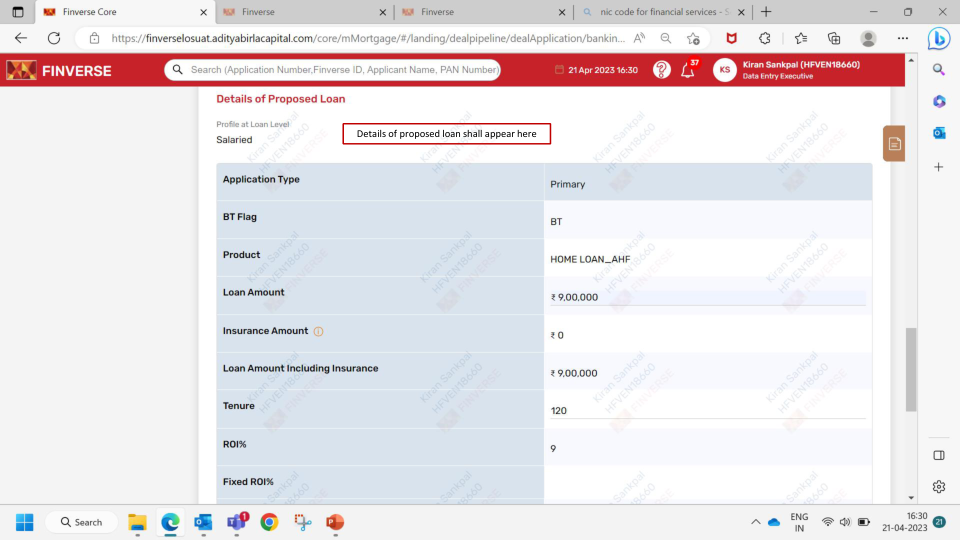 Finverse Core
Finverse
Finverse
nic code for financial services - S
https://finverselosuat.adityabirlacapital.com/core/mMortgage/#/landing/dealpipeline/dealApplication/bankin...
FINVERSE
Search (Application Number,Finverse ID, Applicant Name, PAN Number)
21 Apr 2023 16:30
37
KS
Kiran Sankpal (HFVEN18660)
Data Entry Executive
Details of Proposed Loan
Profile at Loan Level
Salaried
Details of proposed loan shall appear here
Application Type
Primary
BT Flag
BT
Product
HOME LOAN_AHF
Loan Amount
₹ 9,00,000
Insurance Amount
₹ 0
Loan Amount Including Insurance
₹ 9,00,000
Tenure
120
ROI%
9
Fixed ROI%
Kiran Sankpal
HFVEN18660
FINVERSE
Search
1
ENG
IN
16:30
21-04-2023
21